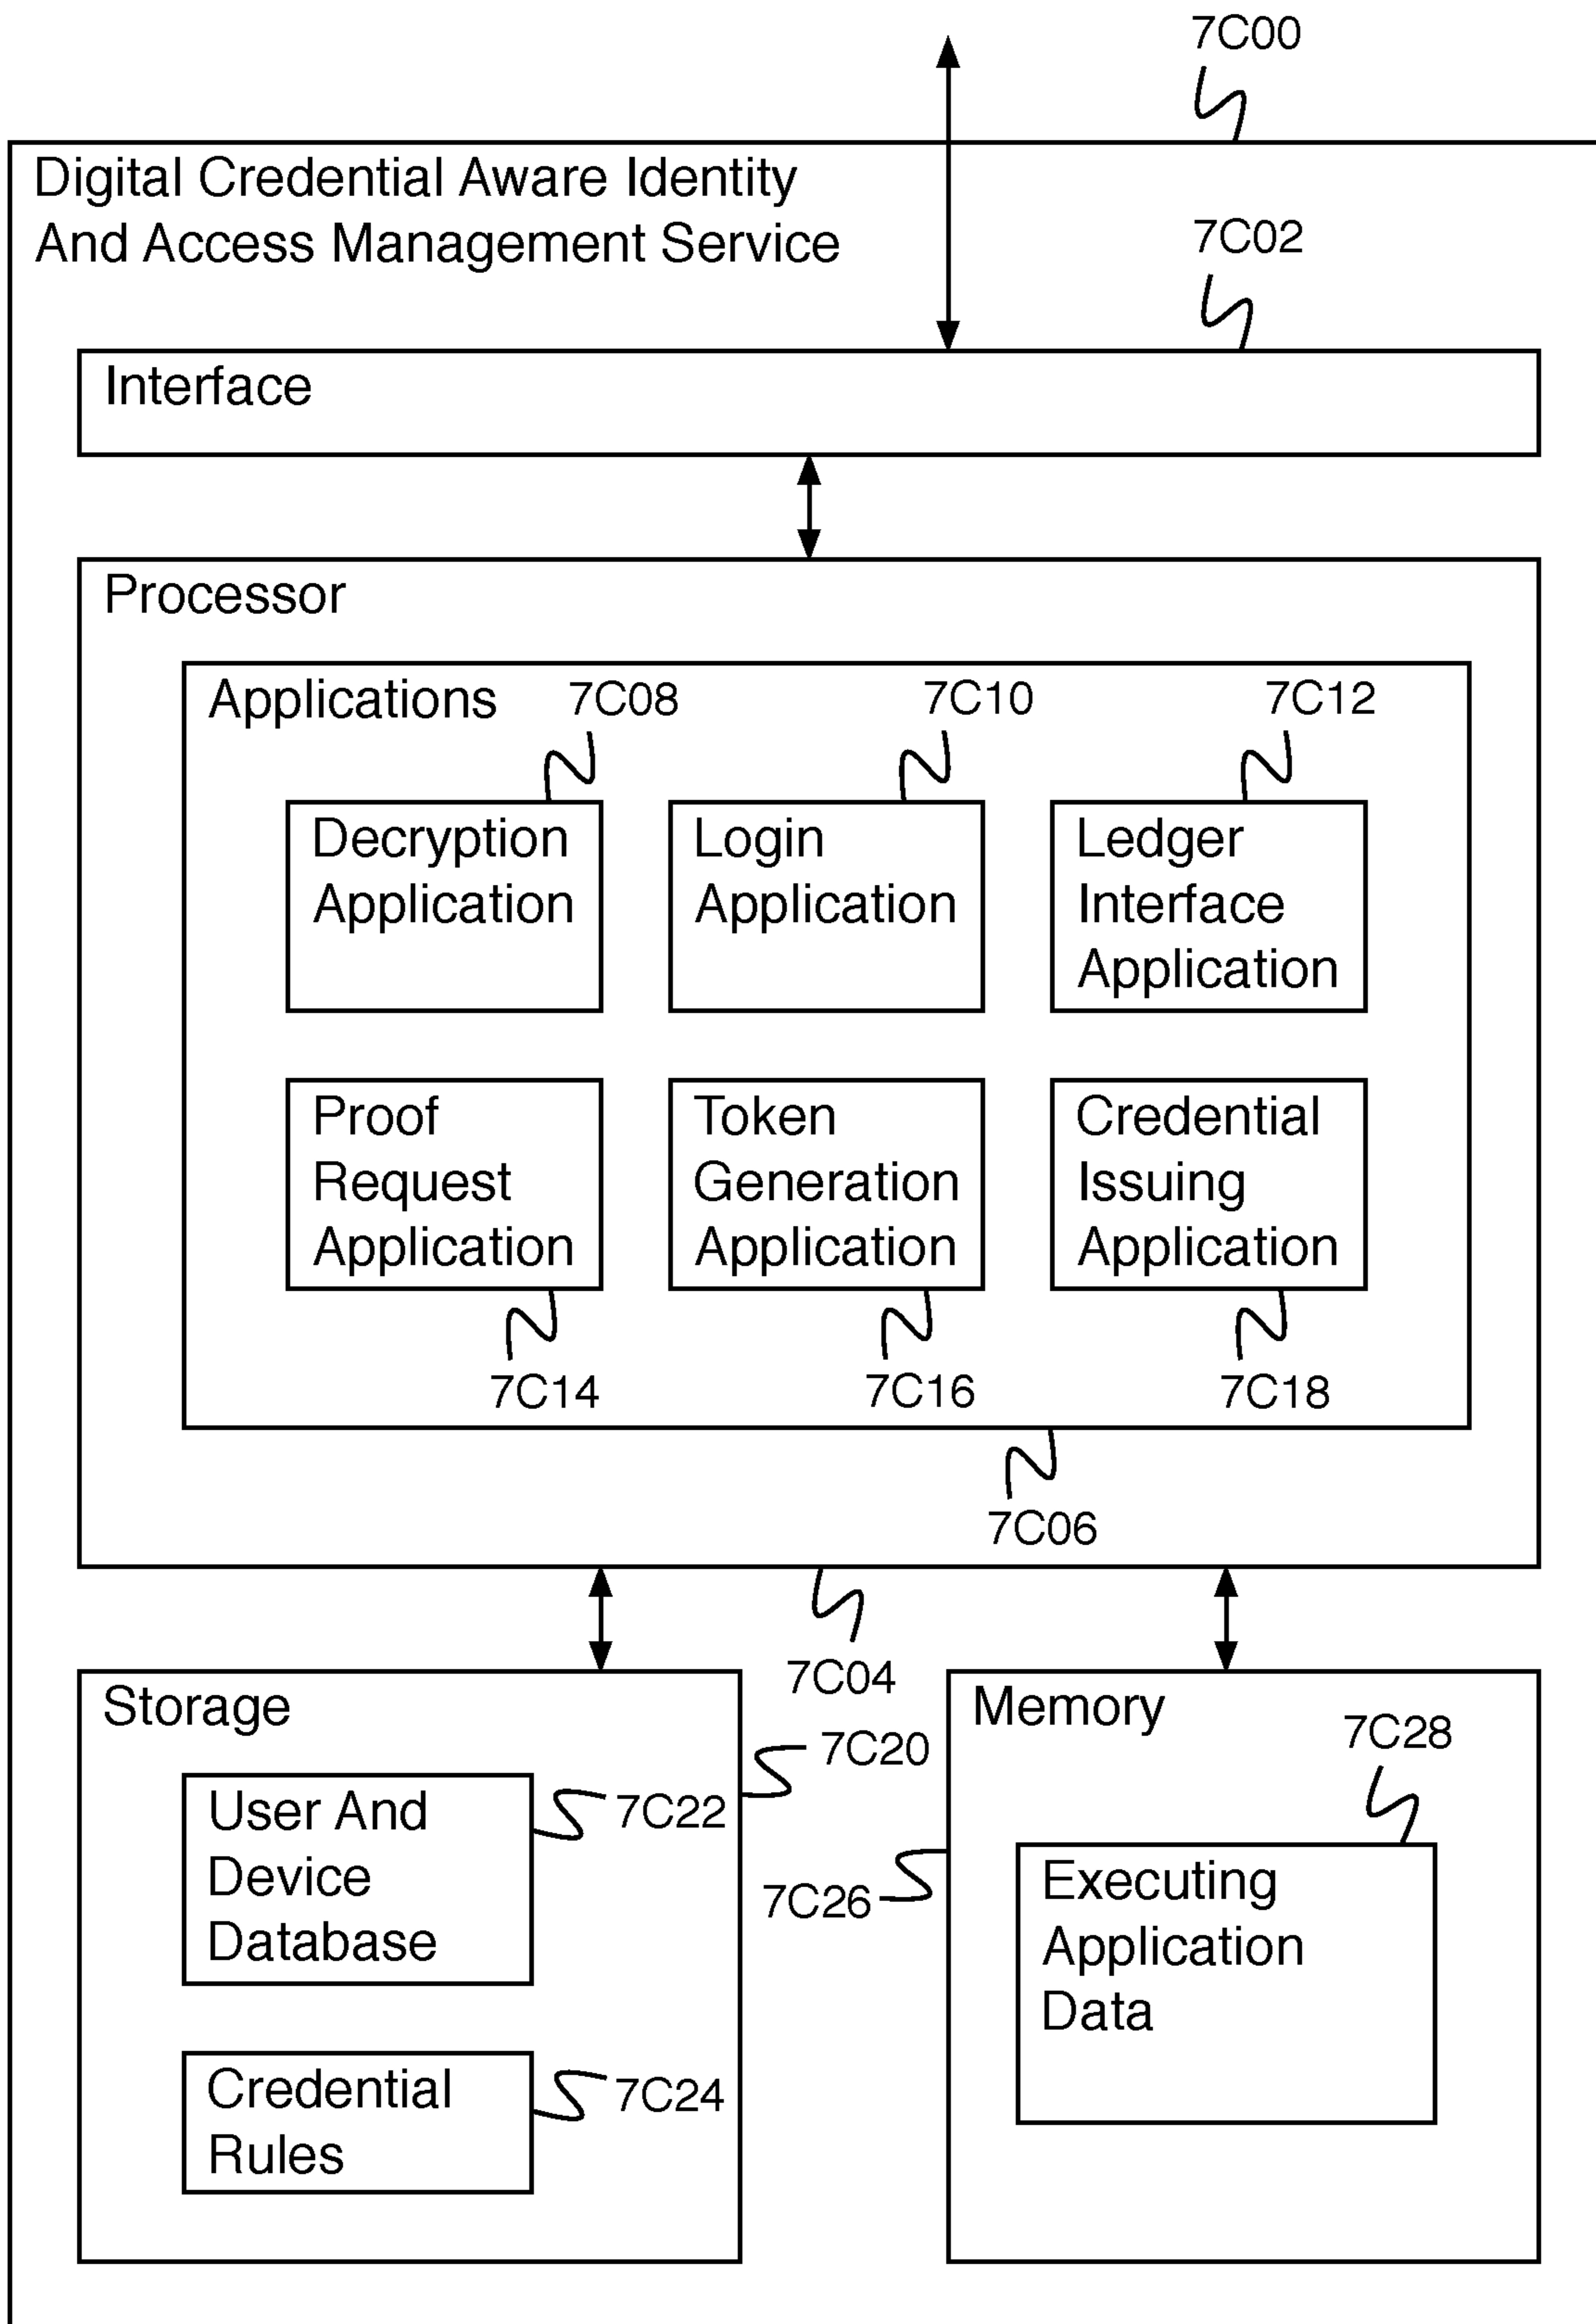 7C00
Digital Credential Aware Identity
And Access Management Service
7C02
Interface
Processor
Applications
7C08
7C10
7C12
Decryption
Application
Login
Application
Ledger
Interface
Application
Proof
Request
Application
Token
Generation
Application
Credential
Issuing
Application
7C14
7C16
7C18
7C06
7C04
Storage
7C20
User And
Device
Database
7C22
Credential
Rules
7C24
Memory
7C26
7C28
Executing
Application
Data